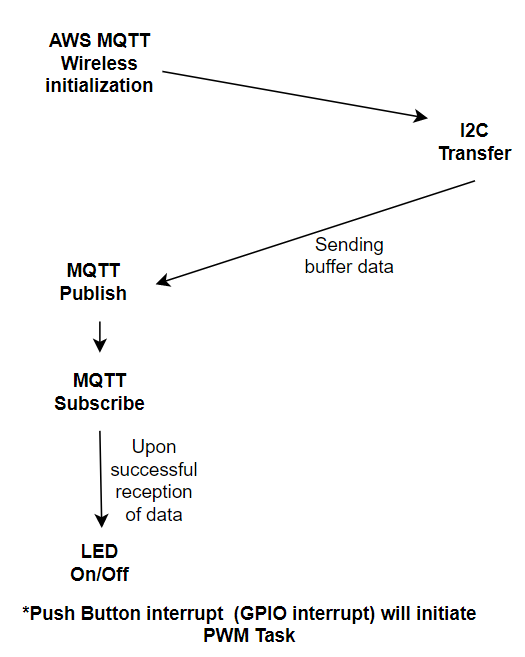 AWS MQTT
Wireless
initialization
I2C
Transfer
Sending
buffer data
MQTT
Publish
MQTT
Subscribe
Upon
successful
reception
of data
LED
On/Off
*Push Button interrupt  (GPIO interrupt) will initiate
PWM Task